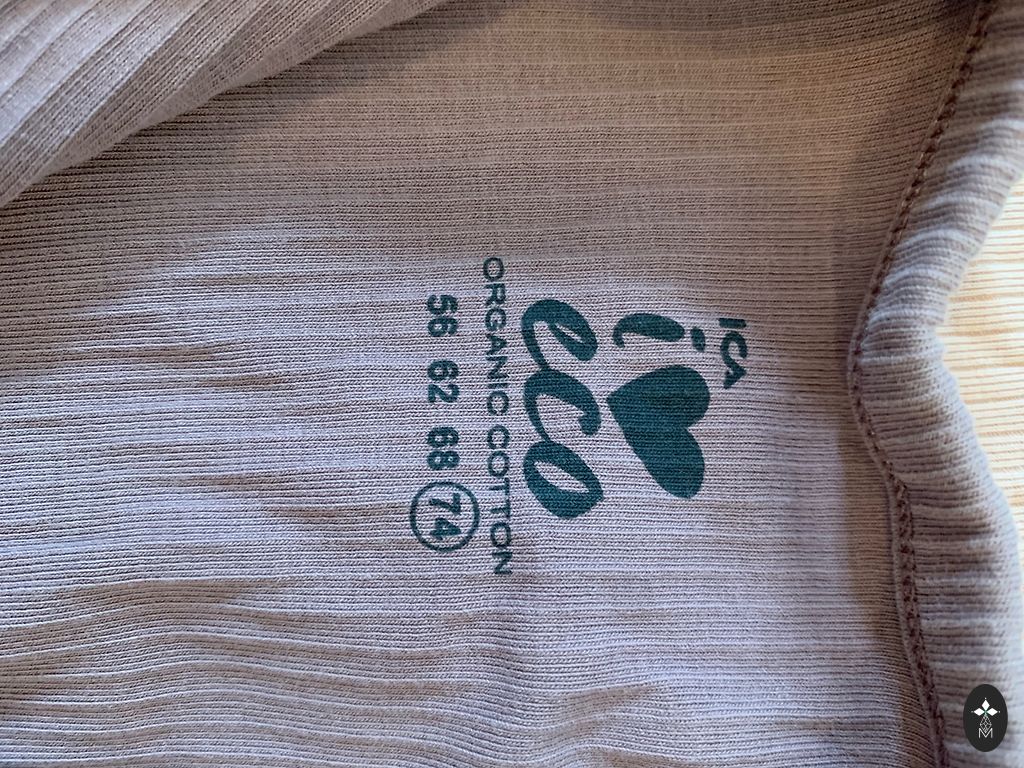 ICA
i ♥
eco
ORGANIC COTTON
56 62 68 74
M